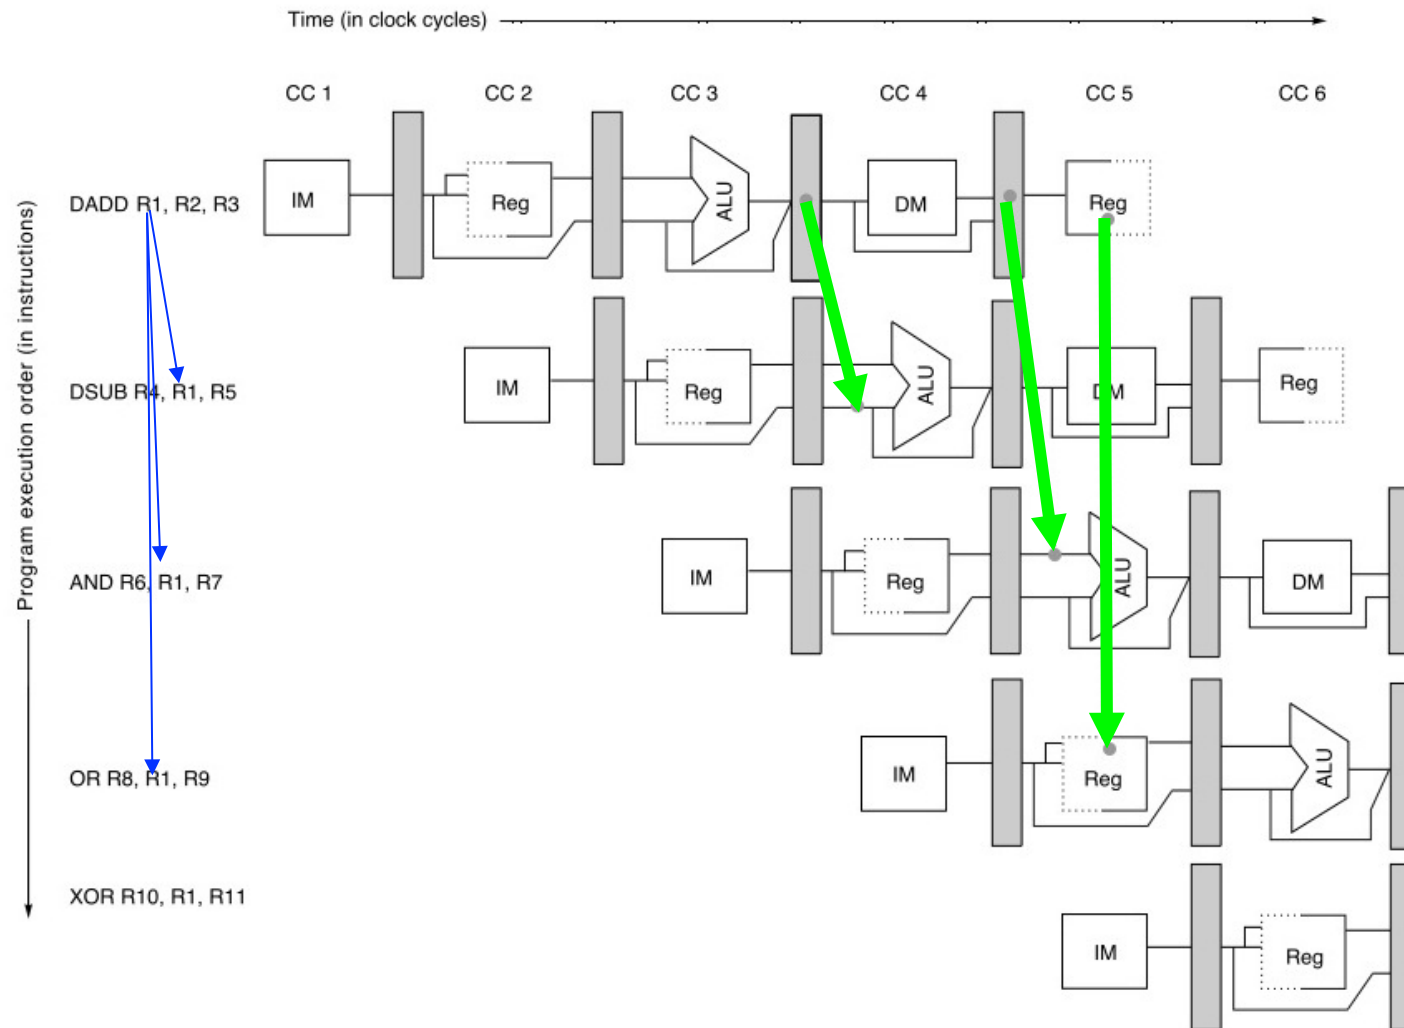 Time (in clock cycles)
CC 1 CC 2 CC 3 CC 4 CC 5 CC 6
Program execution order (in instructions)
DADD R1, R2, R3
IM Reg ALU DM Reg
DSUB R4, R1, R5
IM Reg ALU DM Reg
AND R6, R1, R7
IM Reg ALU DM
OR R8, R1, R9
IM Reg ALU
XOR R10, R1, R11
IM Reg